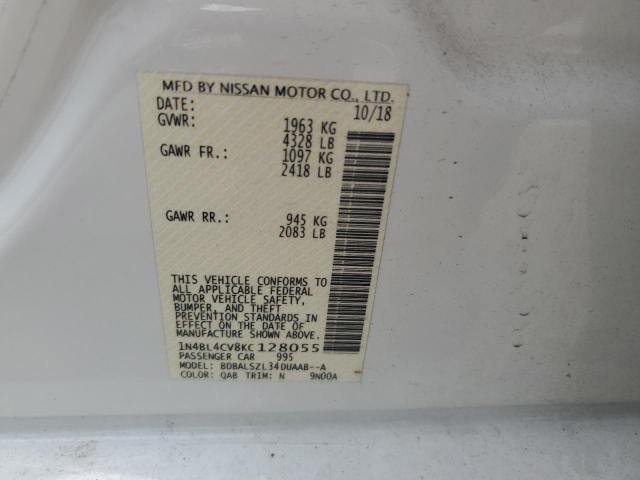 MFD BY NISSAN MOTOR CO., LTD.
DATE: 10/18
GVWR: 1963 KG
4328 LB
GAWR FR.: 1097 KG
2418 LB
GAWR RR.: 945 KG
2083 LB
THIS VEHICLE CONFORMS TO
ALL APPLICABLE FEDERAL
MOTOR VEHICLE SAFETY,
BUMPER, AND THEFT
PREVENTION STANDARDS
IN EFFECT ON THE DATE OF
MANUFACTURE SHOWN ABOVE.
1N4BL4CV8KC128055
PASSENGER CAR 995
MODEL: BDBALSZL34DUAAB--A
COLOR: QAB TRIM: N 9N00A